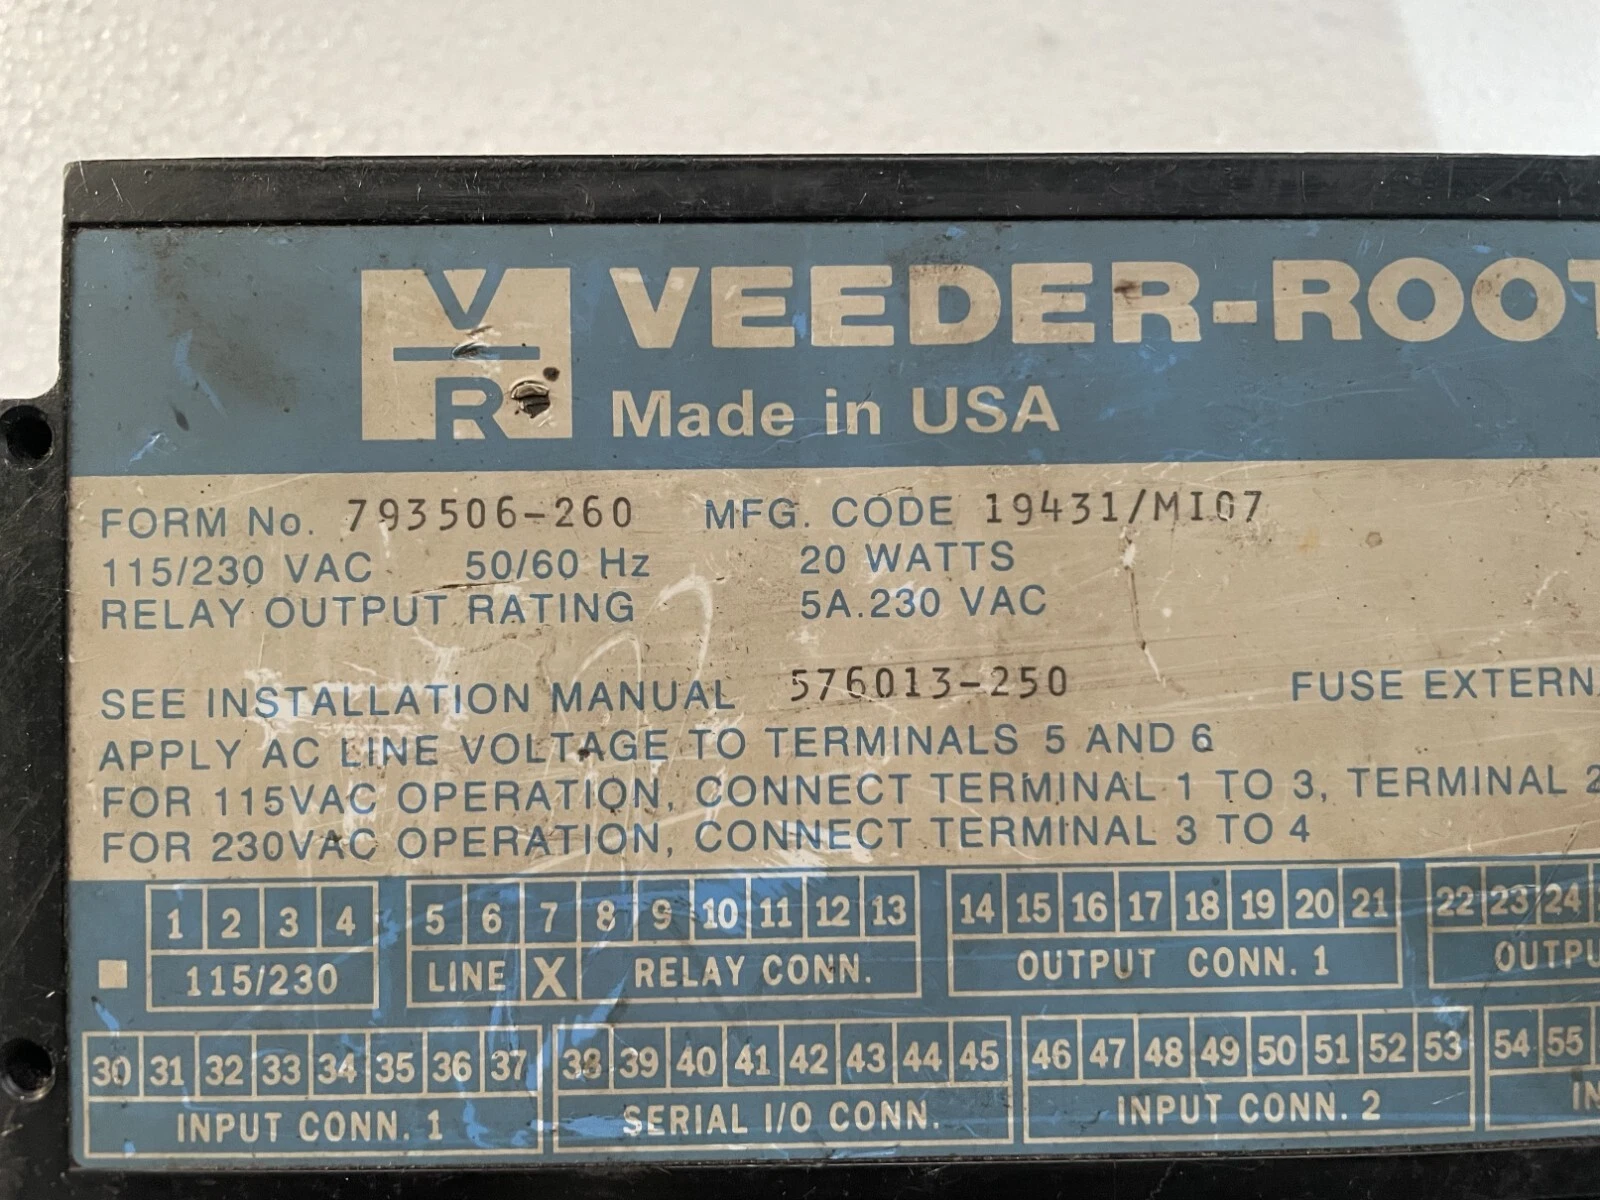 V
R
VEEDER-ROOT
Made in USA
FORM No. 793506-260 MFG. CODE 19431/MI07
115/230 VAC 50/60 Hz 20 WATTS
RELAY OUTPUT RATING 5A.230 VAC
SEE INSTALLATION MANUAL 576013-250 FUSE EXTERN
APPLY AC LINE VOLTAGE TO TERMINALS 5 AND 6
FOR 115VAC OPERATION, CONNECT TERMINAL 1 TO 3, TERMINAL 2
FOR 230VAC OPERATION, CONNECT TERMINAL 3 TO 4
1 2 3 4 5 6 7 8 9 10 11 12 13 14 15 16 17 18 19 20 21 22 23 24
115/230 LINE X RELAY CONN. OUTPUT CONN. 1 OUTPU
30 31 32 33 34 35 36 37 38 39 40 41 42 43 44 45 46 47 48 49 50 51 52 53 54 55
INPUT CONN. 1 SERIAL I/O CONN. INPUT CONN. 2 IN